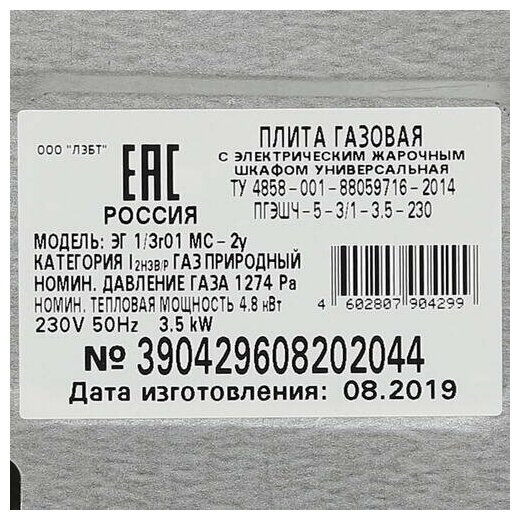 ООО "ЛЭБТ"
ЕАС
РОССИЯ
ПЛИТА ГАЗОВАЯ
С ЭЛЕКТРИЧЕСКИМ ЖАРОЧНЫМ
ШКАФОМ УНИВЕРСАЛЬНАЯ
ТУ 4858-001-88059716-2014
ПГЭШЧ-5-3/1-3.5-230
МОДЕЛЬ: ЭГ 1/3г01 МС-2у
КАТЕГОРИЯ I2H3B/P ГАЗ ПРИРОДНЫЙ
НОМИН. ДАВЛЕНИЕ ГАЗА 1274 Pa
НОМИН. ТЕПЛОВАЯ МОЩНОСТЬ 4.8 кВт
230V 50Hz 3.5 kW
4 602807 904299
№ 390429608202044
Дата изготовления: 08.2019